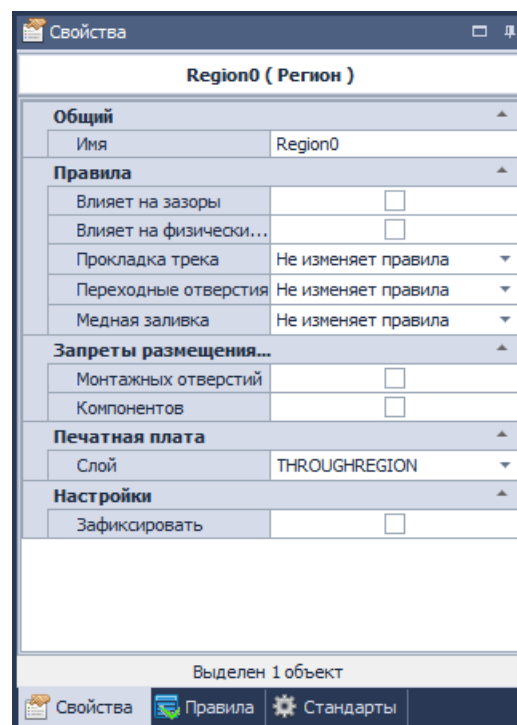 Свойства
Region0 ( Регион )
Общий
Имя Region0
Правила
Влияет на зазоры
Влияет на физически...
Прокладка трека Не изменяет правила
Переходные отверстия Не изменяет правила
Медная заливка Не изменяет правила
Запреты размещения...
Монтажных отверстий
Компонентов
Печатная плата
Слой THROUGHREGION
Настройки
Зафиксировать
Выделен 1 объект
Свойства Правила Стандарты